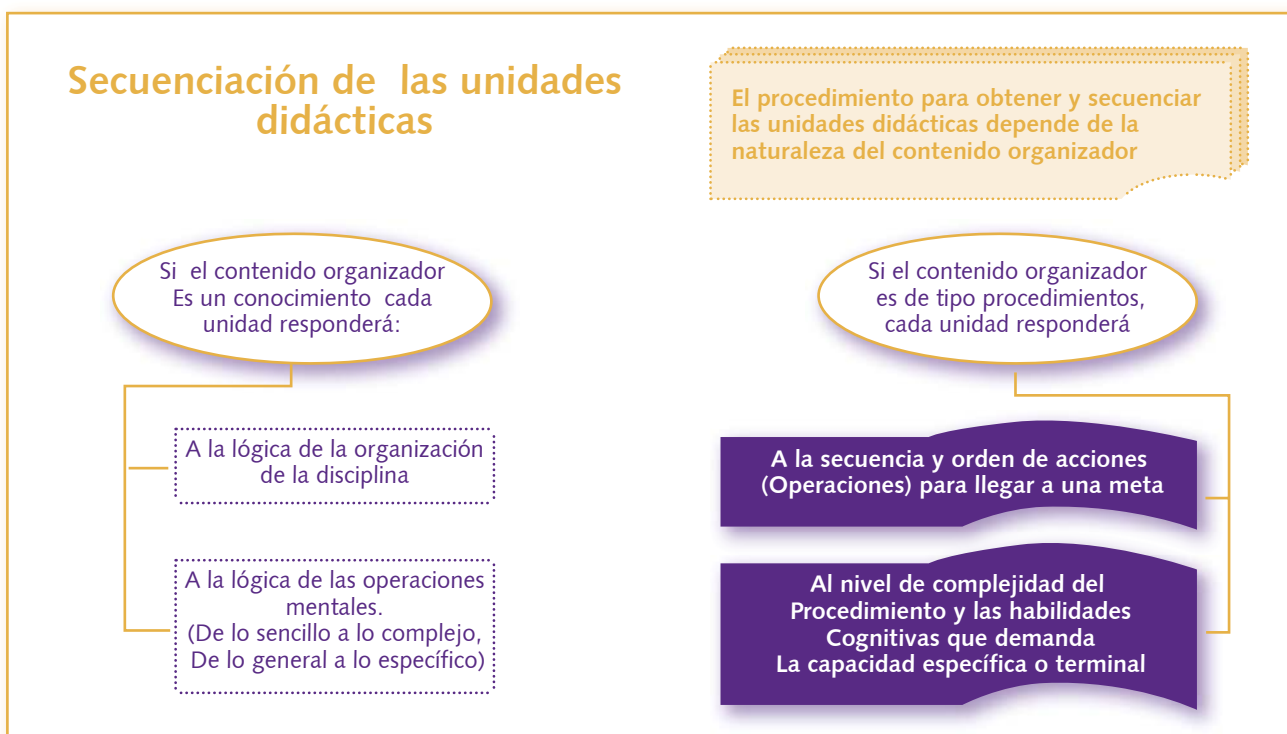 Secuenciación de las unidades
didácticas
El procedimiento para obtener y secuenciar
las unidades didácticas depende de la
naturaleza del contenido organizador
Si el contenido organizador
Es un conocimiento cada
unidad responderá:
A la lógica de la organización
de la disciplina
A la lógica de las operaciones
mentales.
(De lo sencillo a lo complejo,
De lo general a lo específico)
Si el contenido organizador
es de tipo procedimientos,
cada unidad responderá
A la secuencia y orden de acciones
(Operaciones) para llegar a una meta
Al nivel de complejidad del
Procedimiento y las habilidades
Cognitivas que demanda
La capacidad específica o terminal